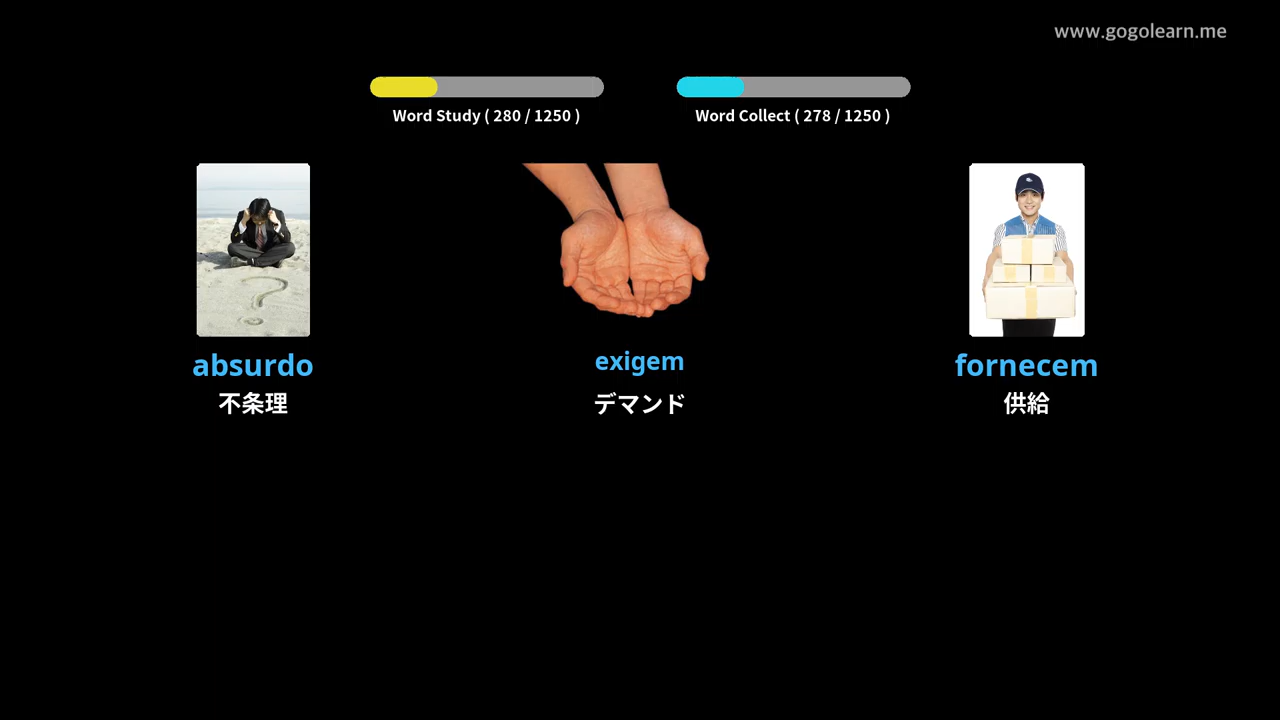 www.gogolearn.me
Word Study ( 280 / 1250 )
Word Collect ( 278 / 1250 )
absurdo
不条理
exigem
デマンド
fornecem
供給